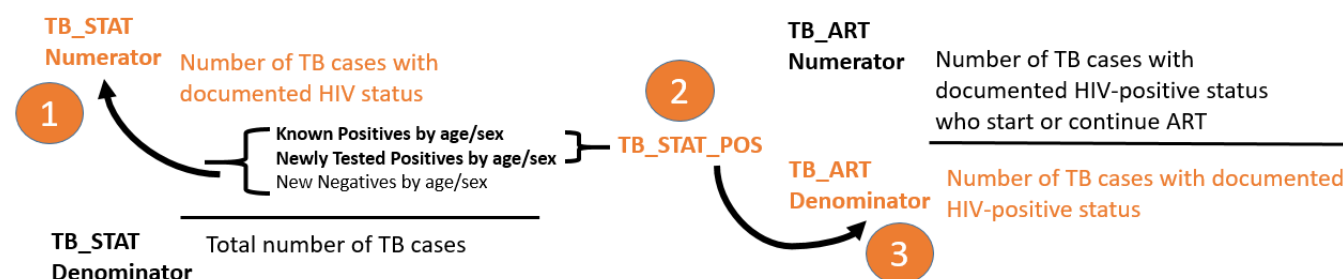 TB_STAT
Numerator
Number of TB cases with
documented HIV status
1
Known Positives by age/sex
Newly Tested Positives by age/sex
New Negatives by age/sex
TB_STAT
Denominator
Total number of TB cases
2
TB_STAT_POS
TB_ART
Numerator
Number of TB cases with
documented HIV-positive status
who start or continue ART
TB_ART
Denominator
Number of TB cases with documented
HIV-positive status
3